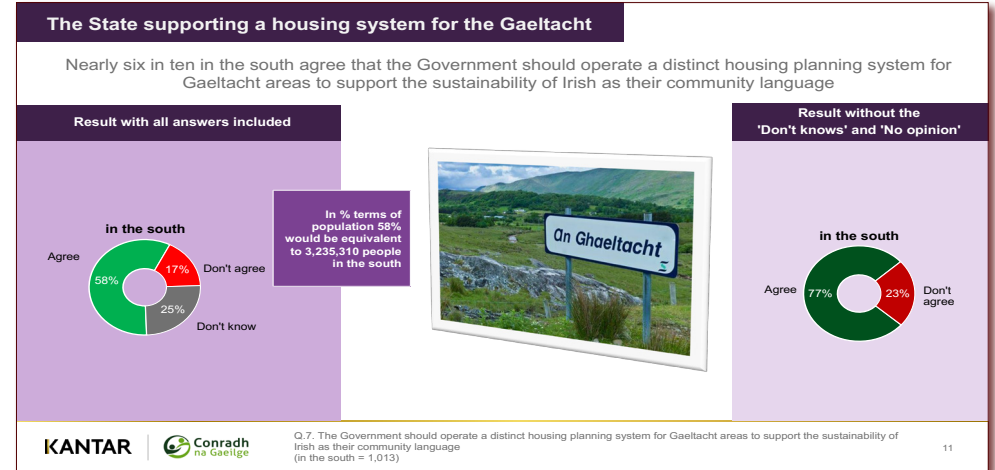 The State supporting a housing system for the Gaeltacht
Nearly six in ten in the south agree that the Government should operate a distinct housing planning system for
Gaeltacht areas to support the sustainability of Irish as their community language
Result with all answers included
in the south
Agree
58%
17%
Don't agree
25%
Don't know
In % terms of
population 58%
would be equivalent
to 3,235,310 people
in the south
An Ghaeltacht
Result without the
'Don't knows' and 'No opinion'
in the south
Agree
77%
23%
Don't
agree
KANTAR
Conradh
na Gaeilge
Q.7. The Government should operate a distinct housing planning system for Gaeltacht areas to support the sustainability of
Irish as their community language
(in the south = 1,013)
11